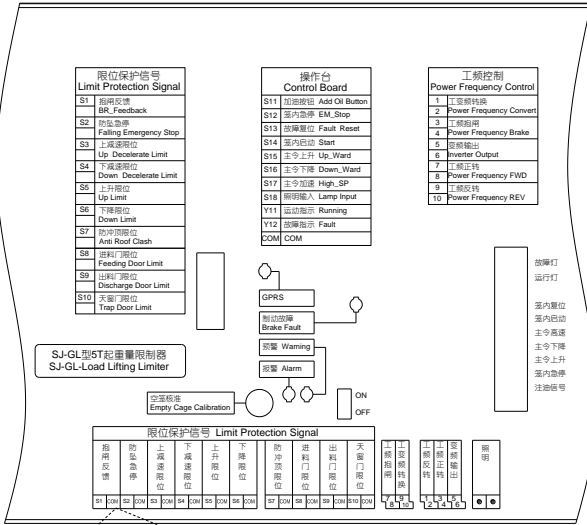 限位保护信号
Limit Protection Signal
S1 抱闸反馈
BR_Feedback
S2 防坠急停
Falling Emergency Stop
S3 上减速限位
Up Decelerate Limit
S4 下减速限位
Down Decelerate Limit
S5 上升限位
Up Limit
S6 下降限位
Down Limit
S7 防冲顶限位
Anti Roof Clash
S8 进料门限位
Feeding Door Limit
S9 出料门限位
Discharge Door Limit
S10 天窗门限位
Trap Door Limit
操作台
Control Board
S11 加油按钮 Add Oil Button
S12 笼内急停 EM_Stop
S13 故障复位 Fault Reset
S14 笼内启动 Start
S15 主令上升 Up_Ward
S16 主令下降 Down_Ward
S17 主令加速 High_SP
S18 照明输入 Lamp Input
Y11 运动指示 Running
Y12 故障指示 Fault
COM COM
工频控制
Power Frequency Control
1 工变频转换
2 Power Frequency Convert
3 工频抱闸
4 Power Frequency Brake
5 变频输出
6 Inverter Output
7 工频正转
8 Power Frequency FWD
9 工频反转
10 Power Frequency REV
GPRS
制动故障
Brake Fault
预警 Warning
报警 Alarm
SJ-GL型5T起重量限制器
SJ-GL-Load Lifting Limiter
空笼核准
Empty Cage Calibration
ON
OFF
故障灯
运行灯
笼内复位
笼内启动
主令高速
主令下降
主令上升
笼内急停
注油信号
限位保护信号 Limit Protection Signal
抱闸反馈
防坠急停
上减速限位
下减速限位
上升限位
下降限位
防冲顶限位
进料门限位
出料门限位
天窗门限位
S1 COM S2 COM S3 COM S4 COM S5 COM S6 COM S7 COM S8 COM S9 COM S10 COM
工频抱闸
工变频转换
7 9
8 10
工频反转
工频正转
变频输出
1 3 5
2 4 6
照明